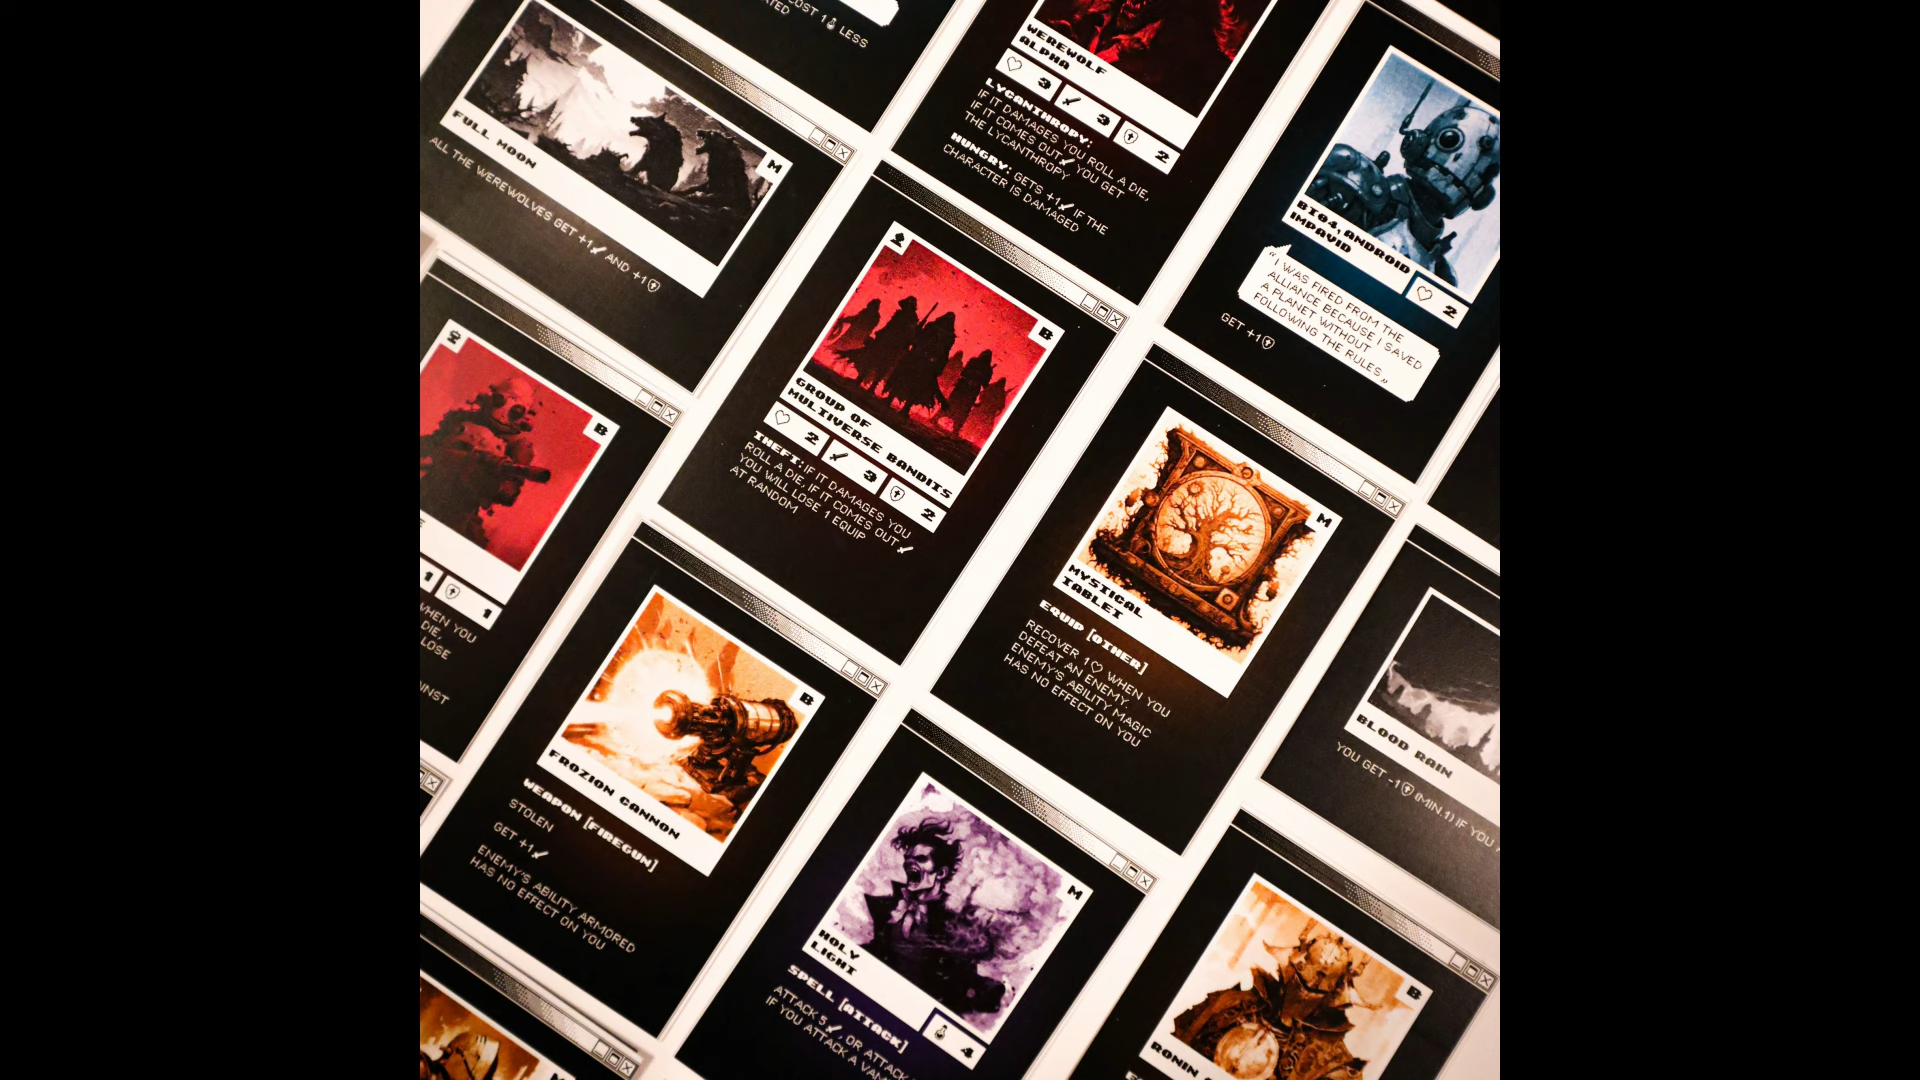 COST 1 LESS
FULL MOON
M
ALL THE WEREWOLVES GET +1 AND +1
WEREWOLF
ALPHA
3
3
2
LYCANTHROPY:
IF IT DAMAGES YOU ROLL A DIE,
IF IT COMES OUT YOU GET
THE LYCANTHROPY.
HUNGRY: GETS +1 IF THE
CHARACTER IS DAMAGED
BIO4, ANDROID
IMPAVID
2
"I WAS FIRED FROM THE
ALLIANCE BECAUSE I SAVED
A PLANET WITHOUT
FOLLOWING THE RULES"
GET +1
B
GROUP OF
MULTIVERSE BANDITS
2
3
2
THEFT: IF IT DAMAGES YOU
ROLL A DIE, IF IT COMES OUT
YOU WILL LOSE 1 EQUIP
AT RANDOM
B
1
1
WHEN YOU
DIE,
LOSE
M
MYSTICAL
TABLET
EQUIP [OTHER]
RECOVER 1 WHEN YOU
DEFEAT AN ENEMY.
ENEMY'S ABILITY MAGIC
HAS NO EFFECT ON YOU
B
FROZION CANNON
WEAPON [FIREGUN]
STOLEN
GET +1
ENEMY'S ABILITY ARMORED
HAS NO EFFECT ON YOU
BLOOD RAIN
YOU GET -1 (MIN.1) IF YOU
M
HOLY
LIGHT
4
SPELL [ATTACK]
ATTACK 5, OR ATTACK
IF YOU ATTACK A
B
RONIN